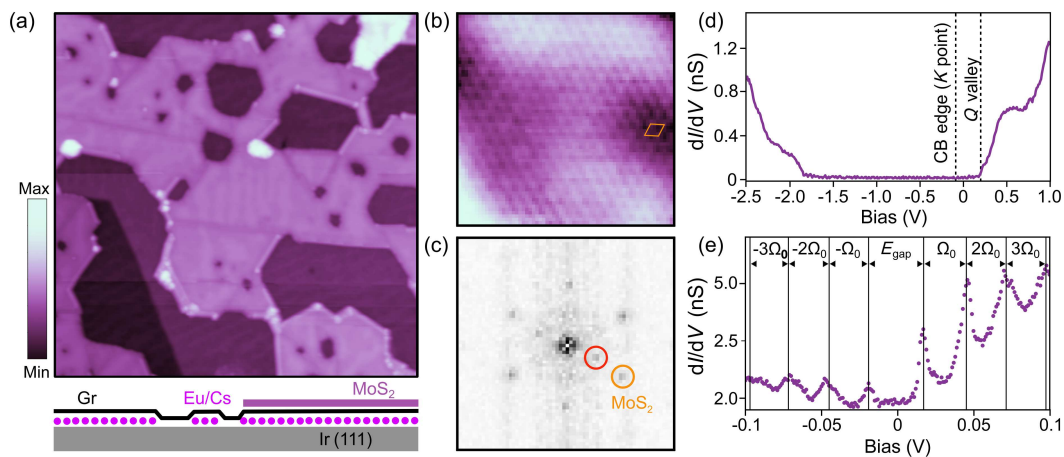 (a)
Max
Min
Gr
Eu/Cs
MoS2
Ir (111)
(b)
(c)
MoS2
(d)
dI/dV (nS)
1.2
0.8
0.4
0
CB edge (K point)
Q valley
-2.5 -2.0 -1.5 -1.0 -0.5 0 0.5 1.0
Bias (V)
(e)
-3Ω0 -2Ω0 -Ω0 Egap Ω0 2Ω0 3Ω0
dI/dV (nS)
5.0
2.5
2.0
-0.1 -0.05 0 0.05 0.1
Bias (V)